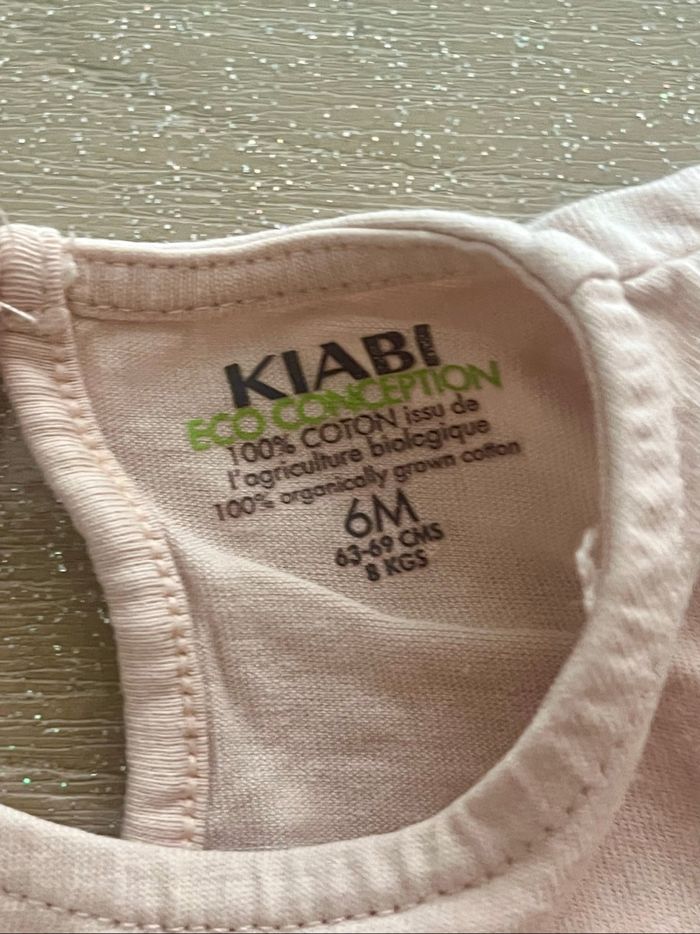 KIABI
ECO CONCEPTION
100% COTON issu de
l'agriculture biologique
100% organically grown cotton
6M
63-69 CMS
8 KGS